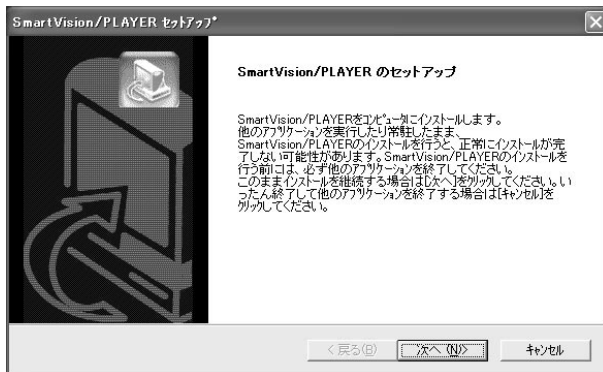 SmartVision/PLAYER ｾｯﾄｱｯﾌﾟ
SmartVision/PLAYER のセットアップ
SmartVision/PLAYERをｺﾝﾋﾟｭｰﾀにｲﾝｽﾄｰﾙします。
他のｱﾌﾟﾘｹｰｼｮﾝを実行したり常駐したまま、
SmartVision/PLAYERのｲﾝｽﾄｰﾙを行うと、正常にｲﾝｽﾄｰﾙが完
了しない可能性があります。SmartVision/PLAYERのｲﾝｽﾄｰﾙを
行う前には、必ず他のｱﾌﾟﾘｹｰｼｮﾝを終了してください。
このままｲﾝｽﾄｰﾙを継続する場合は[次へ]をｸﾘｯｸしてください。い
ったん終了して他のｱﾌﾟﾘｹｰｼｮﾝを終了する場合は[ｷｬﾝｾﾙ]を
ｸﾘｯｸしてください。
< 戻る(B) 次へ (N)> ｷｬﾝｾﾙ